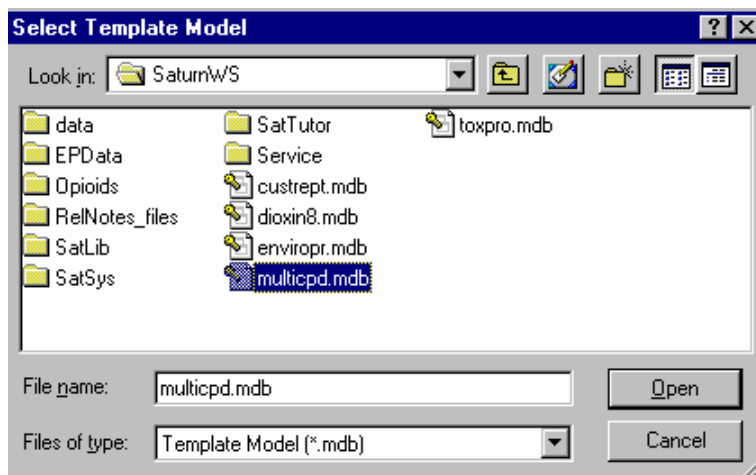 Select Template Model
Look in: SaturnWS
data
EPData
Opioids
RelNotes_files
SatLib
SatSys
SatTutor
Service
custrept.mdb
dioxin8.mdb
enviropr.mdb
multicpd.mdb
toxpro.mdb
File name: multicpd.mdb
Open
Files of type: Template Model (*.mdb)
Cancel